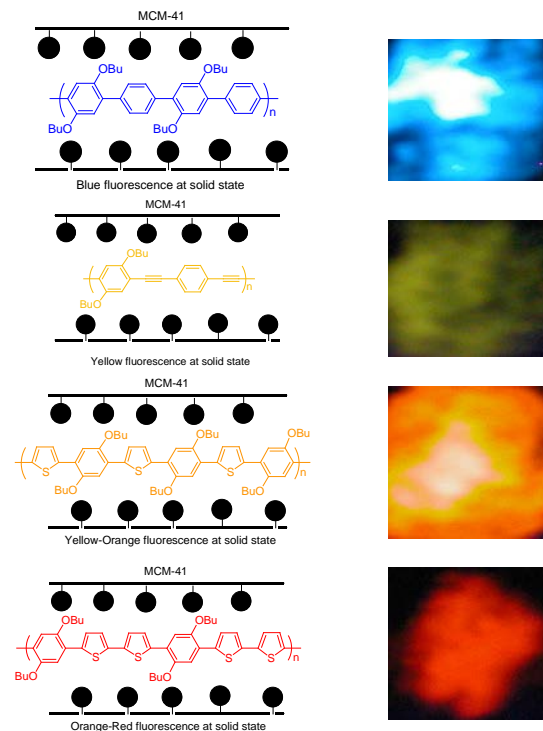 MCM-41
OBu OBu
n
BuO BuO
Blue fluorescence at solid state
MCM-41
OBu
n
BuO
Yellow fluorescence at solid state
MCM-41
OBu OBu OBu
S S S n
BuO BuO BuO
Yellow-Orange fluorescence at solid state
MCM-41
OBu OBu
S S S S n
BuO BuO
Orange-Red fluorescence at solid state